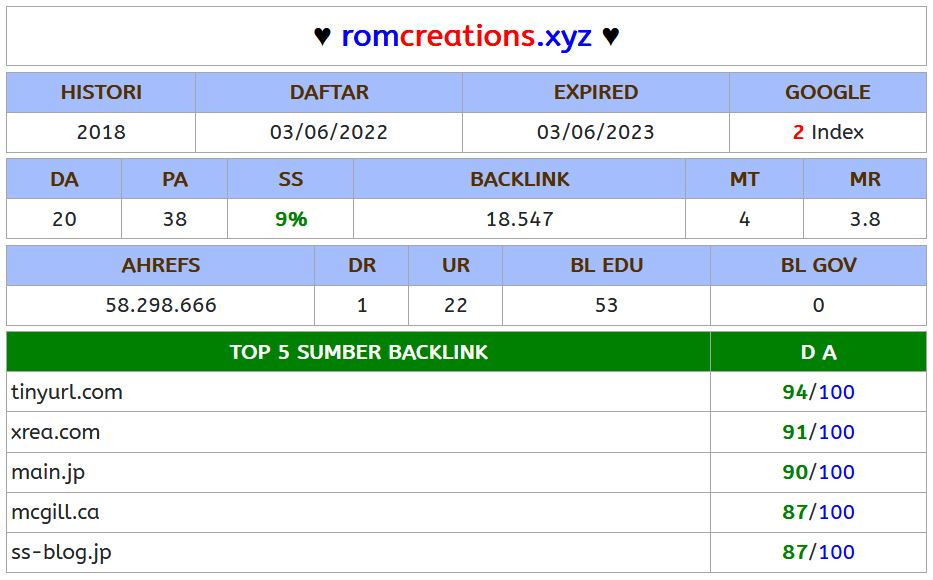 ♥ romcreations.xyz ♥
HISTORI DAFTAR EXPIRED GOOGLE
2018 03/06/2022 03/06/2023 2 Index
DA PA SS BACKLINK MT MR
20 38 9% 18.547 4 3.8
AHREFS DR UR BL EDU BL GOV
58.298.666 1 22 53 0
TOP 5 SUMBER BACKLINK D A
tinyurl.com 94/100
xrea.com 91/100
main.jp 90/100
mcgill.ca 87/100
ss-blog.jp 87/100